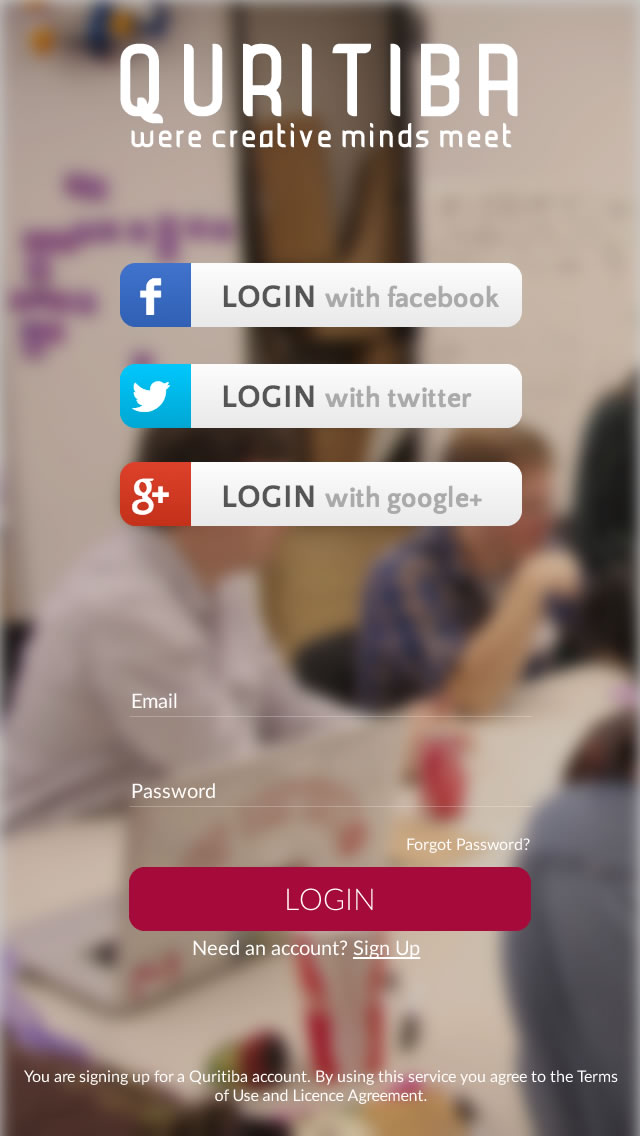 QURITIBA
were creative minds meet
f LOGIN with facebook
LOGIN with twitter
g+ LOGIN with google+
Email
Password
Forgot Password?
LOGIN
Need an account? Sign Up
You are signing up for a Quritiba account. By using this service you agree to the Terms
of Use and Licence Agreement.